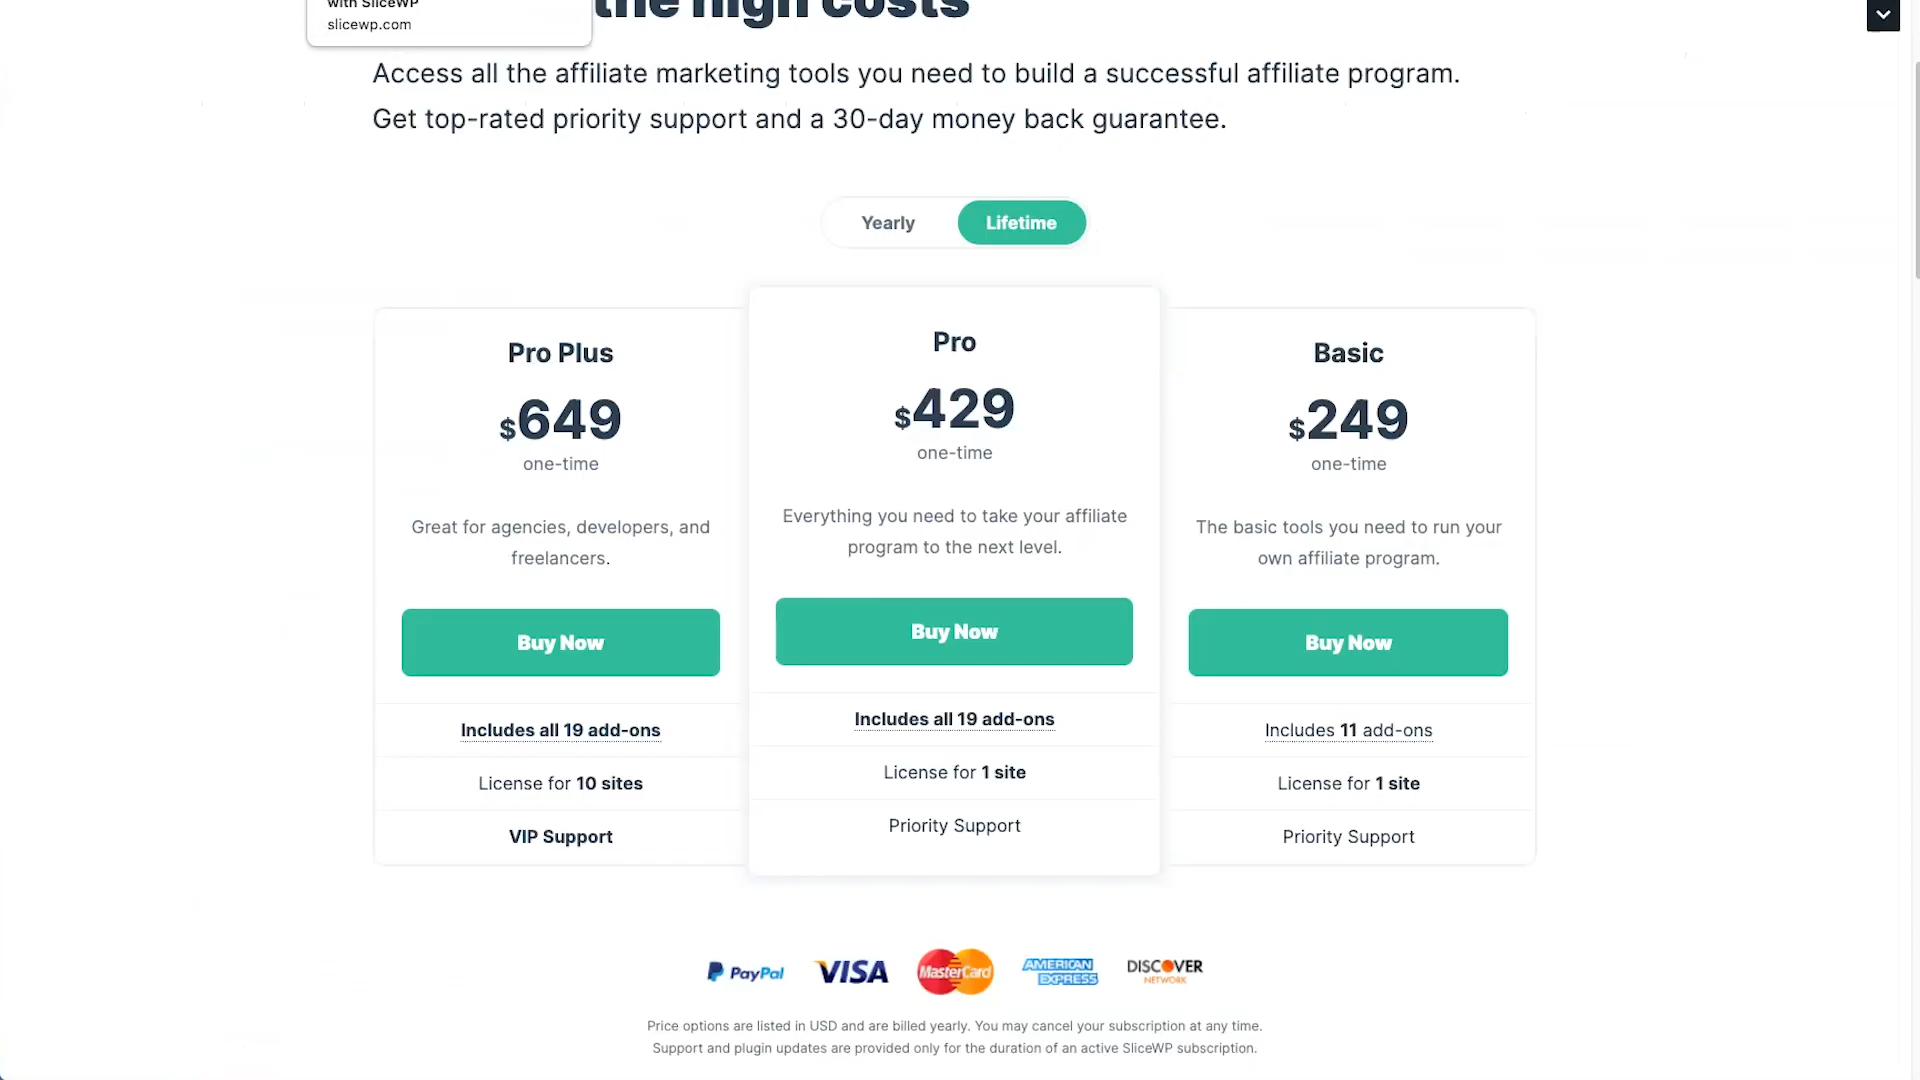 with SliceWP
slicewp.com
the high costs
Access all the affiliate marketing tools you need to build a successful affiliate program.
Get top-rated priority support and a 30-day money back guarantee.
Yearly
Lifetime
Pro Plus
$649
one-time
Great for agencies, developers, and
freelancers.
Buy Now
Includes all 19 add-ons
License for 10 sites
VIP Support
Pro
$429
one-time
Everything you need to take your affiliate
program to the next level.
Buy Now
Includes all 19 add-ons
License for 1 site
Priority Support
Basic
$249
one-time
The basic tools you need to run your
own affiliate program.
Buy Now
Includes 11 add-ons
License for 1 site
Priority Support
PayPal
VISA
MasterCard
AMERICAN
EXPRESS
DISCOVER
NETWORK
Price options are listed in USD and are billed yearly. You may cancel your subscription at any time.
Support and plugin updates are provided only for the duration of an active SliceWP subscription.